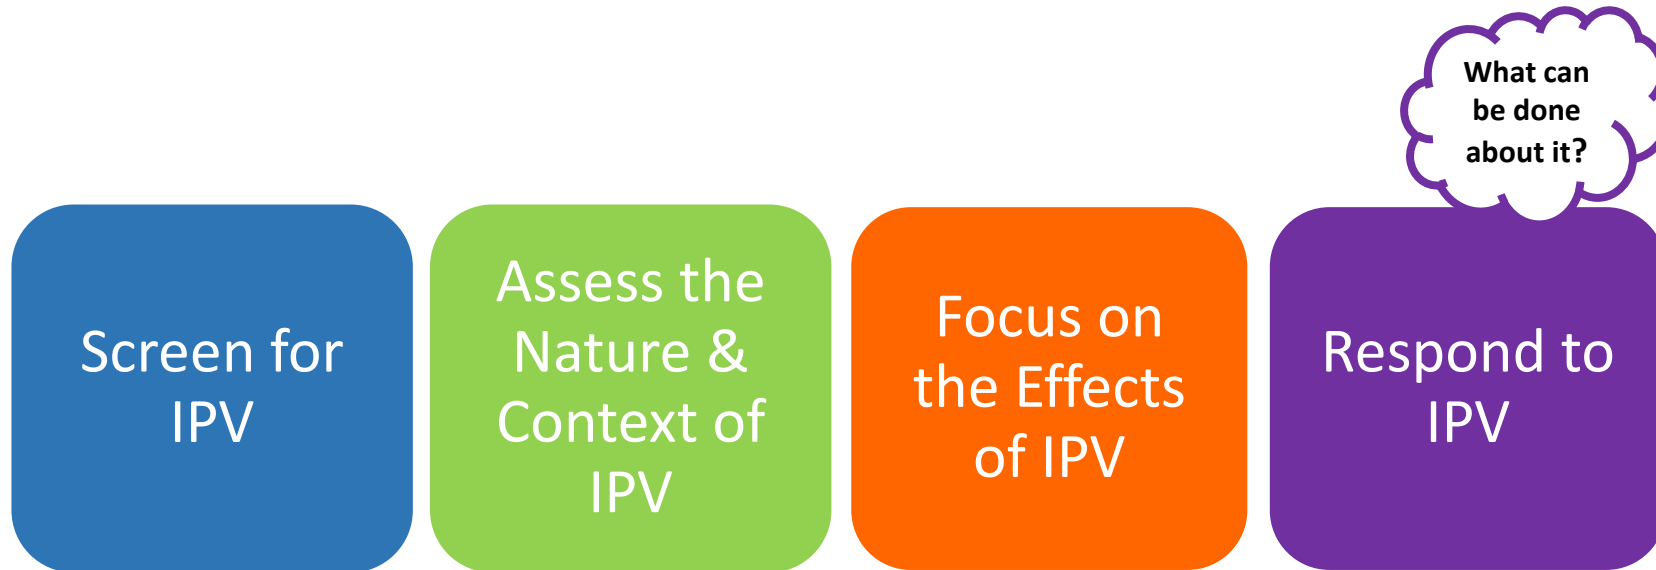 What can
be done
about it?
Screen for
IPV
Assess the
Nature &
Context of
IPV
Focus on
the Effects
of IPV
Respond to
IPV